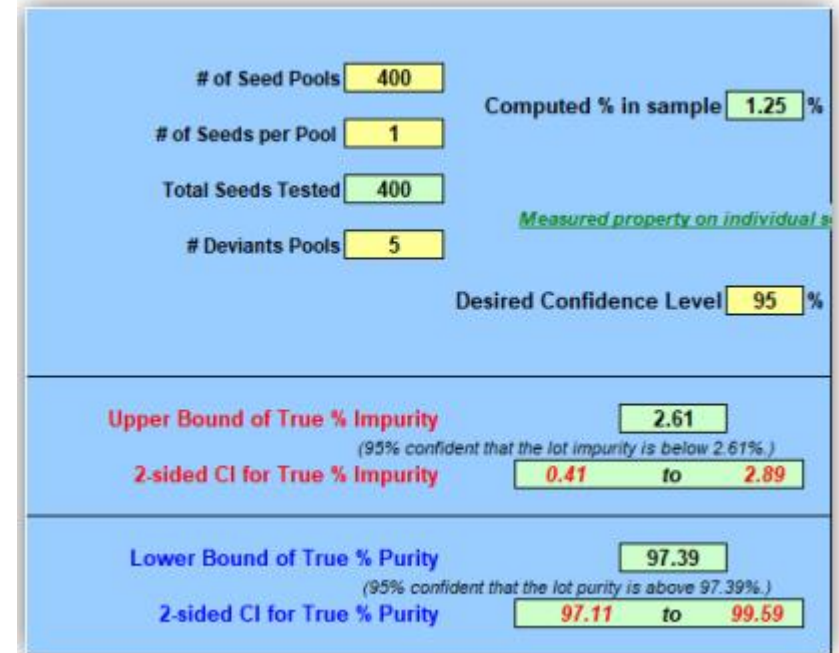 # of Seed Pools 400
Computed % in sample 1.25 %
# of Seeds per Pool 1
Total Seeds Tested 400
Measured property on individual
# Deviants Pools 5
Desired Confidence Level 95 %
Upper Bound of True % Impurity 2.61
(95% confident that the lot impurity is below 2.61%.)
2-sided CI for True % Impurity 0.41 to 2.89
Lower Bound of True % Purity 97.39
(95% confident that the lot purity is above 97.39%.)
2-sided CI for True % Purity 97.11 to 99.59